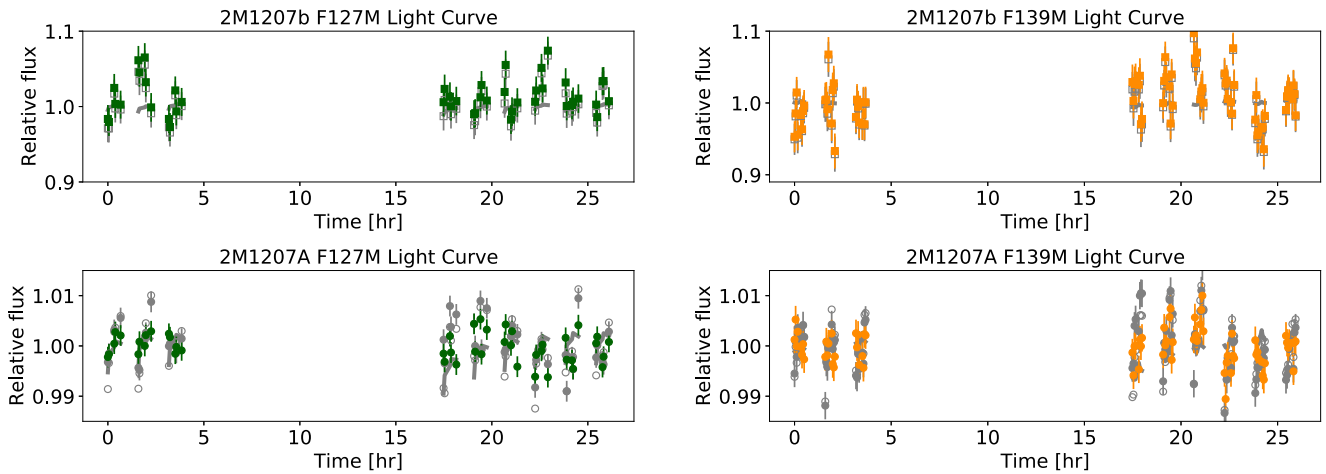 2M1207b F127M Light Curve
1.1
1.0
0.9
Relative flux
0 5 10 15 20 25
Time [hr]
2M1207b F139M Light Curve
1.1
1.0
0.9
Relative flux
0 5 10 15 20 25
Time [hr]
2M1207A F127M Light Curve
1.01
1.00
0.99
Relative flux
0 5 10 15 20 25
Time [hr]
2M1207A F139M Light Curve
1.01
1.00
0.99
Relative flux
0 5 10 15 20 25
Time [hr]